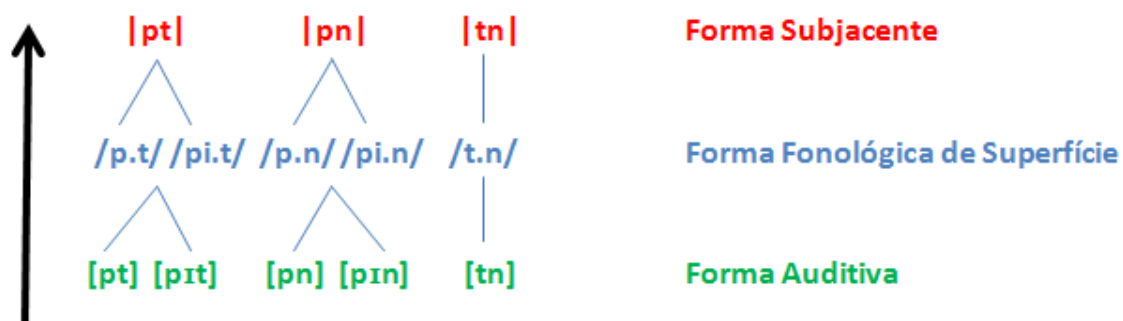 |pt| |pn| |tn| Forma Subjacente
/p.t/ /pi.t/ /p.n/ /pi.n/ /t.n/ Forma Fonológica de Superfície
[pt] [pɪt] [pn] [pɪn] [tn] Forma Auditiva